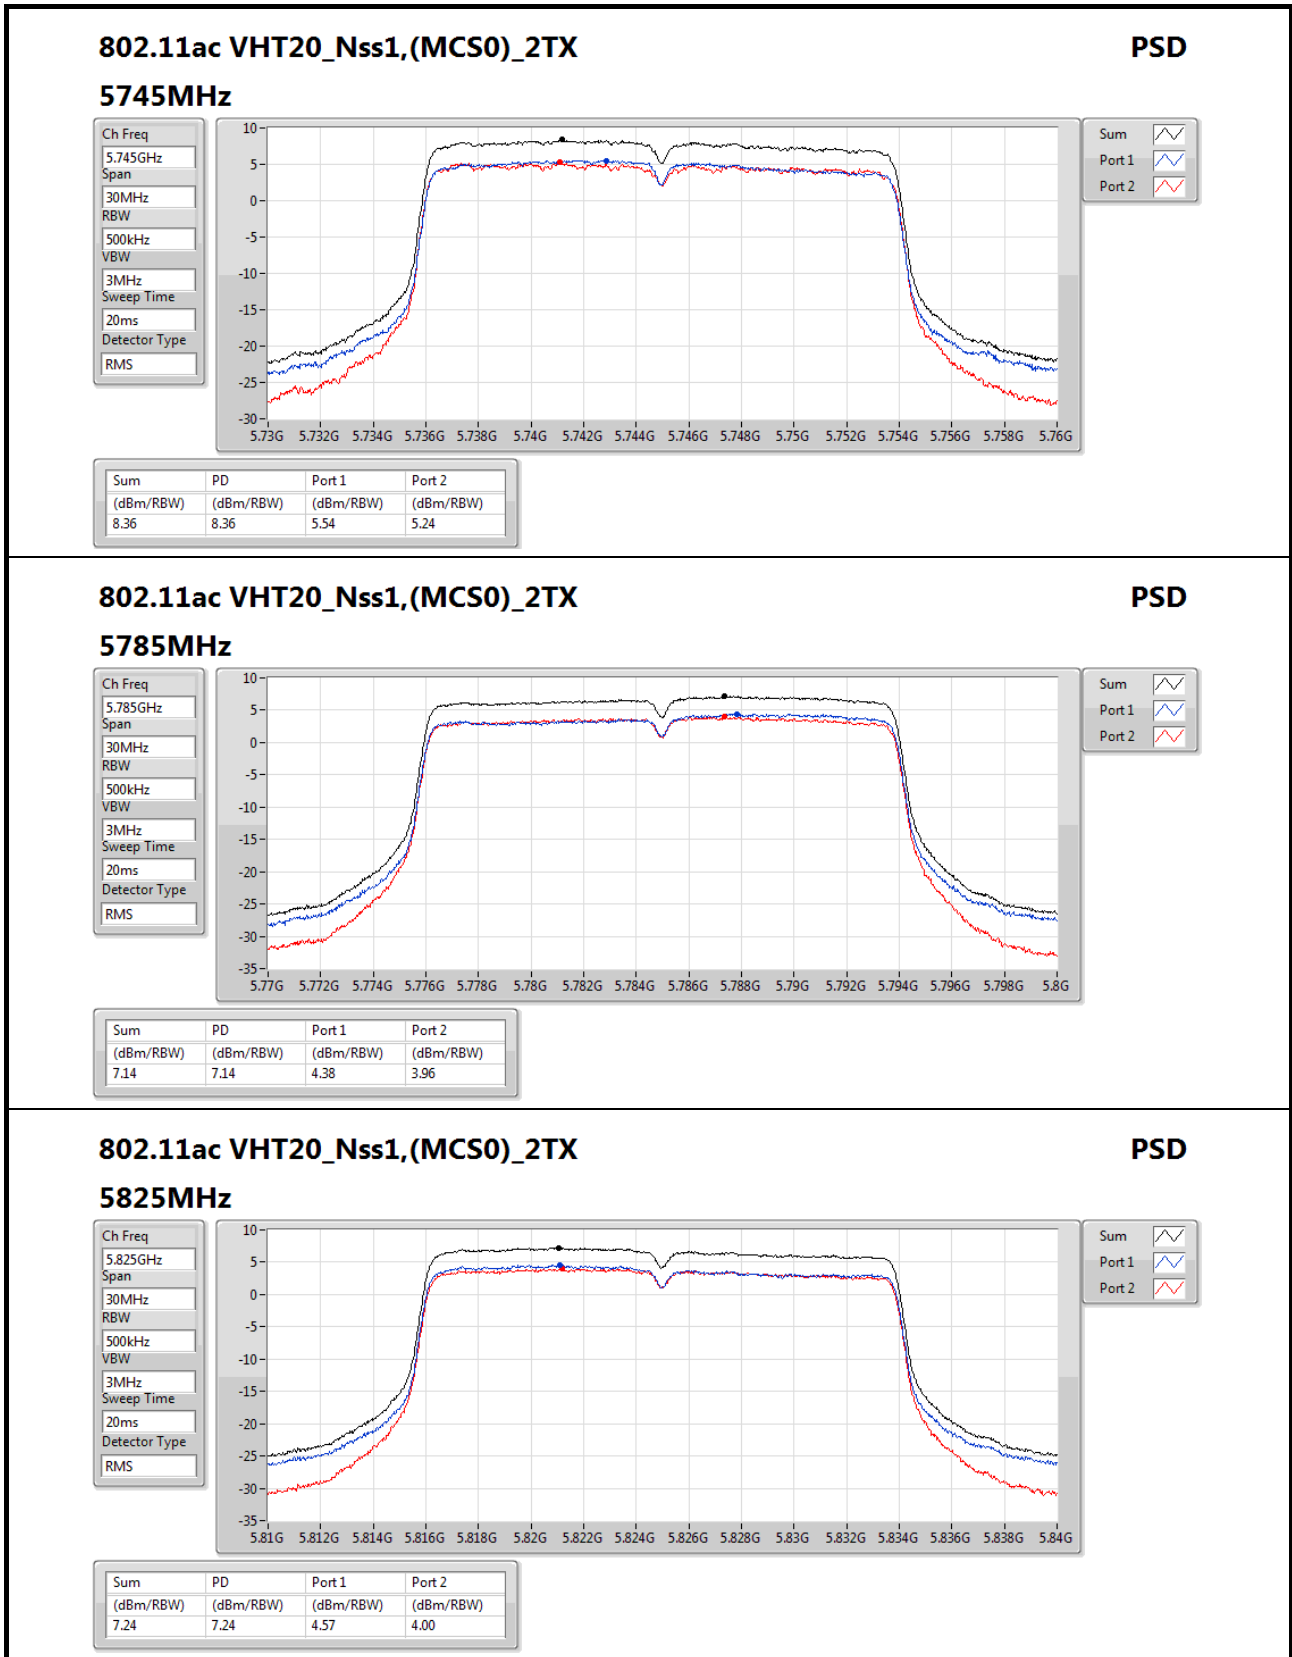 802.11ac VHT20_Nss1,(MCS0)_2TX PSD
5745MHz
Ch Freq
5.745GHz
Span
30MHz
RBW
500kHz
VBW
3MHz
Sweep Time
20ms
Detector Type
RMS
10
5
0
-5
-10
-15
-20
-25
-30
5.73G 5.732G 5.734G 5.736G 5.738G 5.74G 5.742G 5.744G 5.746G 5.748G 5.75G 5.752G 5.754G 5.756G 5.758G 5.76G
Sum
Port 1
Port 2
Sum PD Port 1 Port 2
(dBm/RBW) (dBm/RBW) (dBm/RBW) (dBm/RBW)
8.36 8.36 5.54 5.24
802.11ac VHT20_Nss1,(MCS0)_2TX PSD
5785MHz
Ch Freq
5.785GHz
Span
30MHz
RBW
500kHz
VBW
3MHz
Sweep Time
20ms
Detector Type
RMS
10
5
0
-5
-10
-15
-20
-25
-30
-35
5.77G 5.772G 5.774G 5.776G 5.778G 5.78G 5.782G 5.784G 5.786G 5.788G 5.79G 5.792G 5.794G 5.796G 5.798G 5.8G
Sum
Port 1
Port 2
Sum PD Port 1 Port 2
(dBm/RBW) (dBm/RBW) (dBm/RBW) (dBm/RBW)
7.14 7.14 4.38 3.96
802.11ac VHT20_Nss1,(MCS0)_2TX PSD
5825MHz
Ch Freq
5.825GHz
Span
30MHz
RBW
500kHz
VBW
3MHz
Sweep Time
20ms
Detector Type
RMS
10
5
0
-5
-10
-15
-20
-25
-30
-35
5.81G 5.812G 5.814G 5.816G 5.818G 5.82G 5.822G 5.824G 5.826G 5.828G 5.83G 5.832G 5.834G 5.836G 5.838G 5.84G
Sum
Port 1
Port 2
Sum PD Port 1 Port 2
(dBm/RBW) (dBm/RBW) (dBm/RBW) (dBm/RBW)
7.24 7.24 4.57 4.00